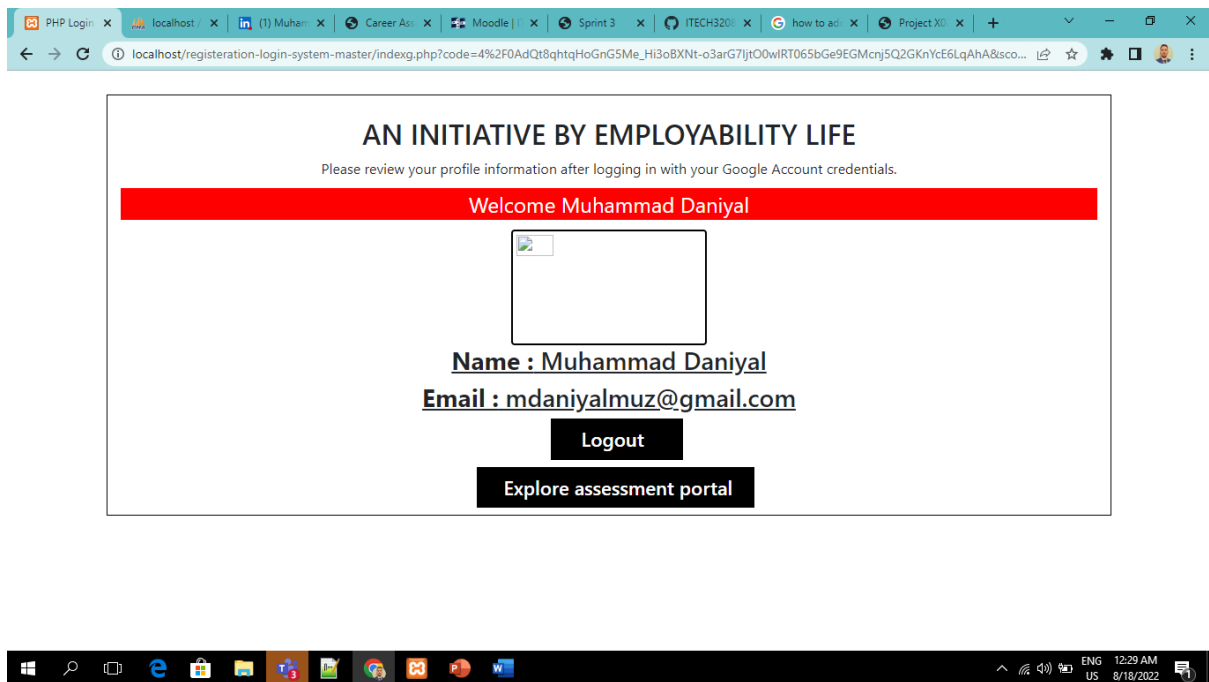 PHP Login
localhost /
(1) Muham
Career Ass
Moodle | I
Sprint 3
ITECH3208
how to ad
Project XO
localhost/registeration-login-system-master/indexg.php?code=4%2F0AdQt8qhtqHoGnG5Me_Hi3oBXNt-o3arG7IjtO0wIRT065bGe9EGMcnj5Q2GKnYcE6LqAhA&sco...
AN INITIATIVE BY EMPLOYABILITY LIFE
Please review your profile information after logging in with your Google Account credentials.
Welcome Muhammad Daniyal
Name : Muhammad Daniyal
Email : mdaniyalmuz@gmail.com
Logout
Explore assessment portal
ENG 12:29 AM
US 8/18/2022